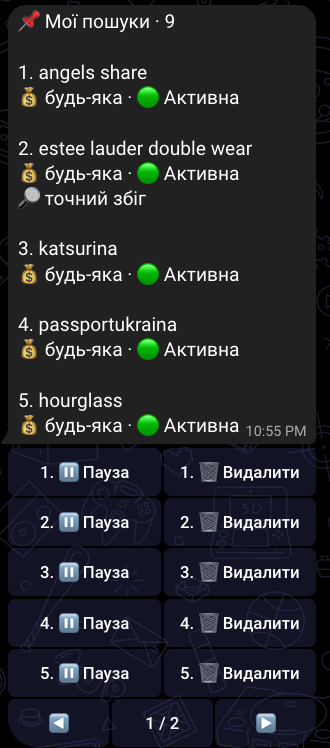 📌 Мої пошуки · 9
1. angels share
💰 будь-яка · 🟢 Активна
2. estee lauder double wear
💰 будь-яка · 🟢 Активна
🔎 точний збіг
3. katsurina
💰 будь-яка · 🟢 Активна
4. passportukraina
💰 будь-яка · 🟢 Активна
5. hourglass
💰 будь-яка · 🟢 Активна 10:55 PM
1. ⏸ Пауза 1. 🗑 Видалити
2. ⏸ Пауза 2. 🗑 Видалити
3. ⏸ Пауза 3. 🗑 Видалити
4. ⏸ Пауза 4. 🗑 Видалити
5. ⏸ Пауза 5. 🗑 Видалити
◀ 1 / 2 ▶